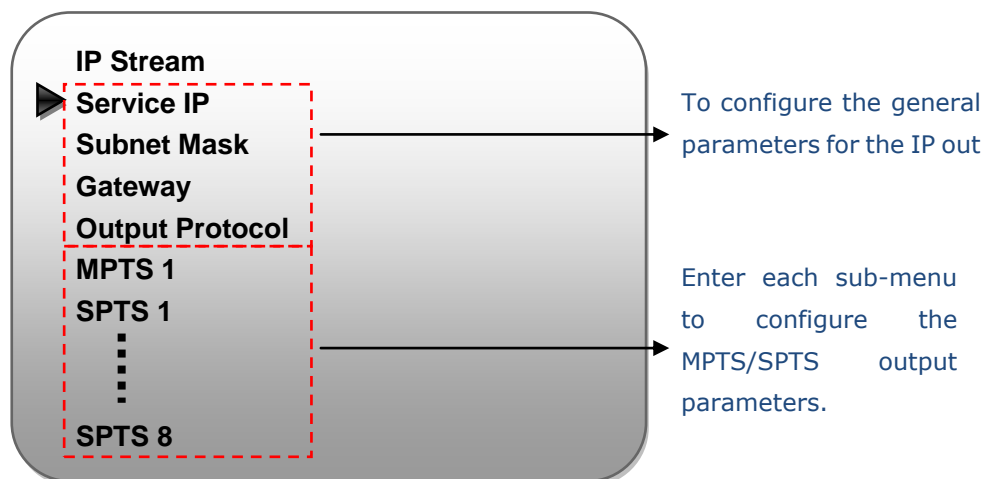 IP Stream
Service IP
Subnet Mask
Gateway
Output Protocol
MPTS 1
SPTS 1
SPTS 8
To configure the general
parameters for the IP out
Enter each sub-menu
to configure the
MPTS/SPTS output
parameters.